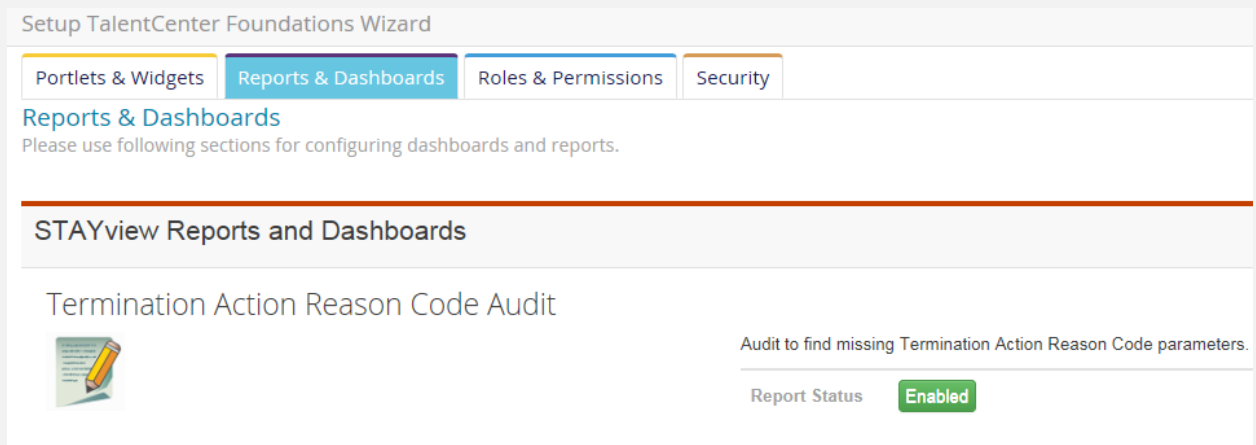 Setup TalentCenter Foundations Wizard
Portlets & Widgets Reports & Dashboards Roles & Permissions Security
Reports & Dashboards
Please use following sections for configuring dashboards and reports.
STAYview Reports and Dashboards
Termination Action Reason Code Audit
Audit to find missing Termination Action Reason Code parameters.
Report Status Enabled